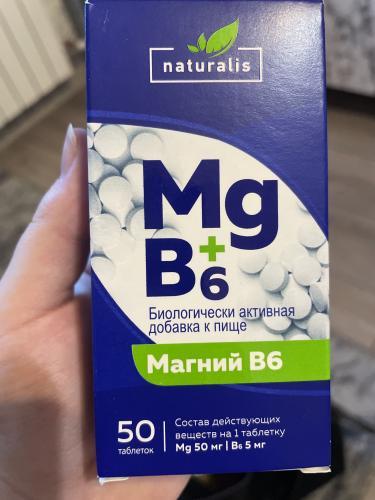 naturalis
Mg
B+6
Биологически активная
добавка к пище
Магний B6
50
таблеток
Состав действующих
веществ на 1 таблетку
Mg 50 мг | B6 5 мг